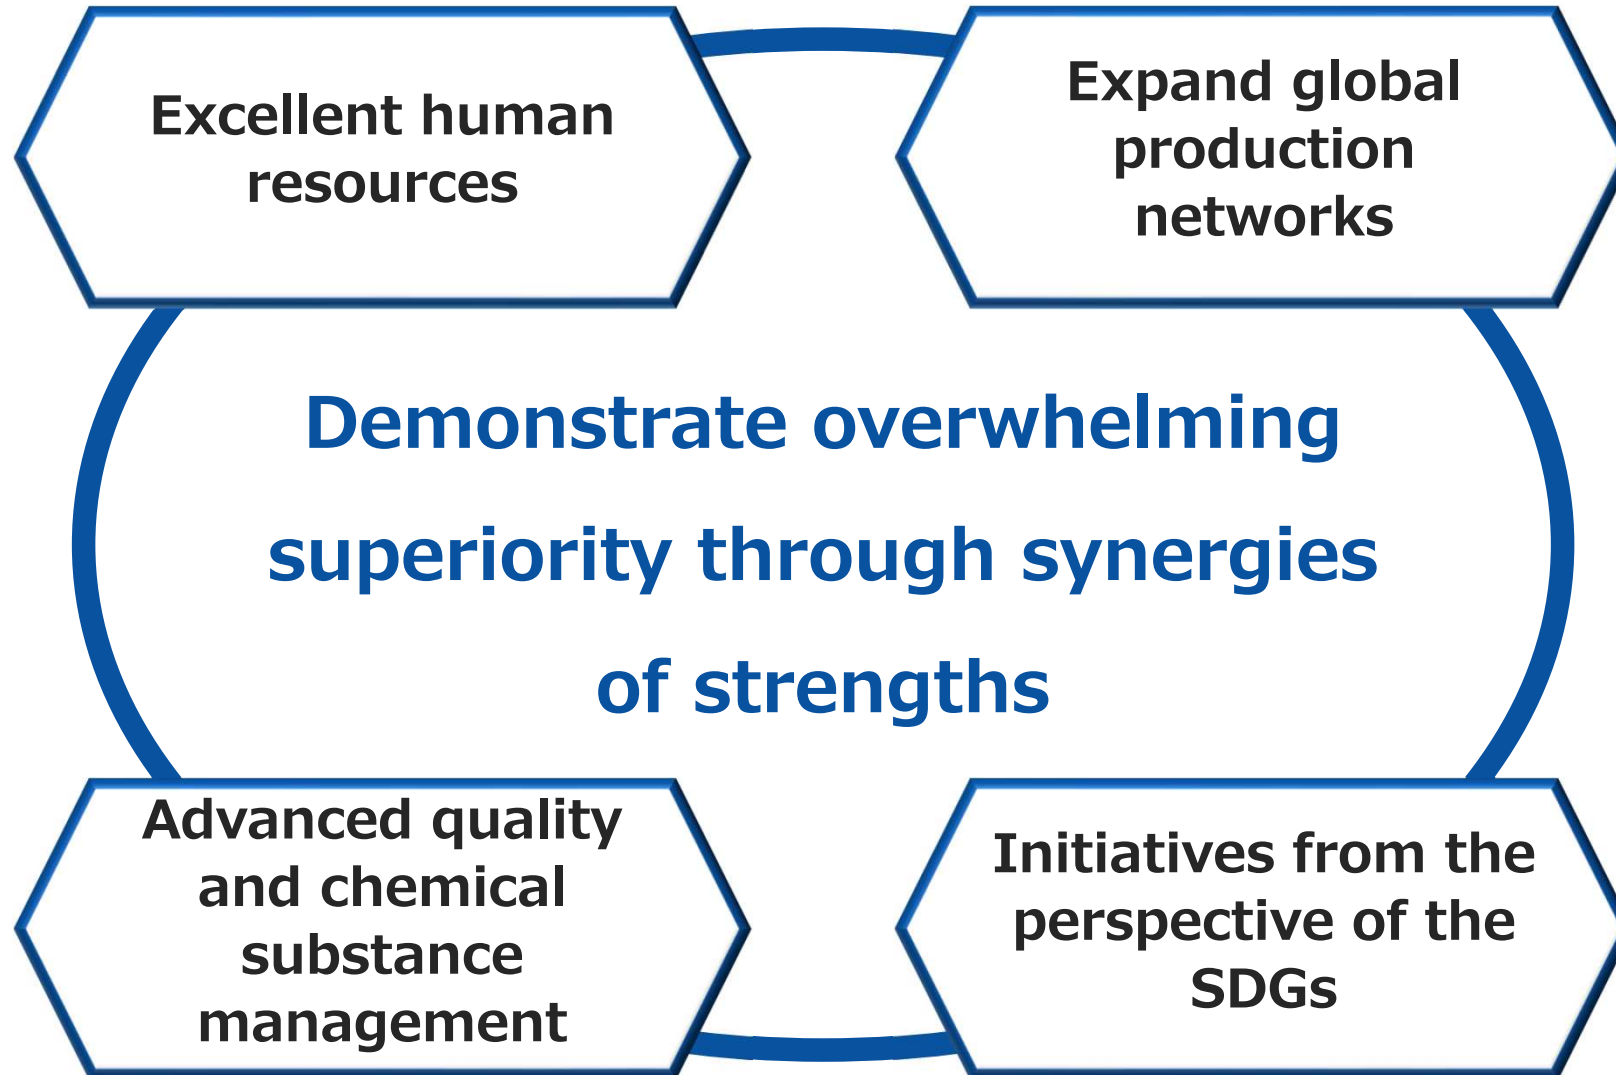 Excellent human
resources
Expand global
production
networks
Demonstrate overwhelming
superiority through synergies
of strengths
Advanced quality
and chemical
substance
management
Initiatives from the
perspective of the
SDGs